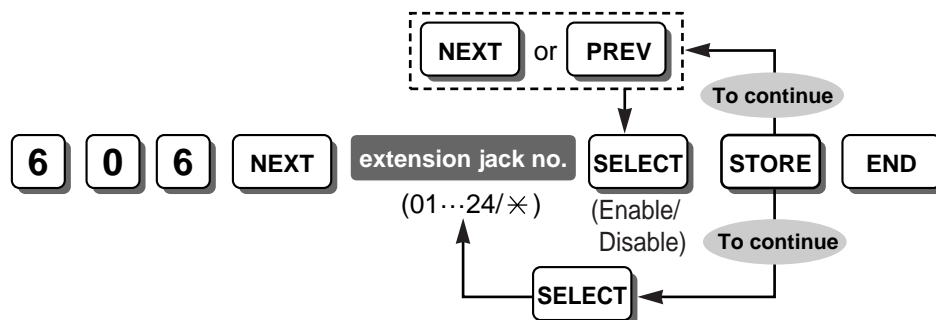 NEXT or PREV
To continue
6 0 6 NEXT extension jack no. SELECT STORE END
(01···24/✳)
(Enable/
Disable)
To continue
SELECT